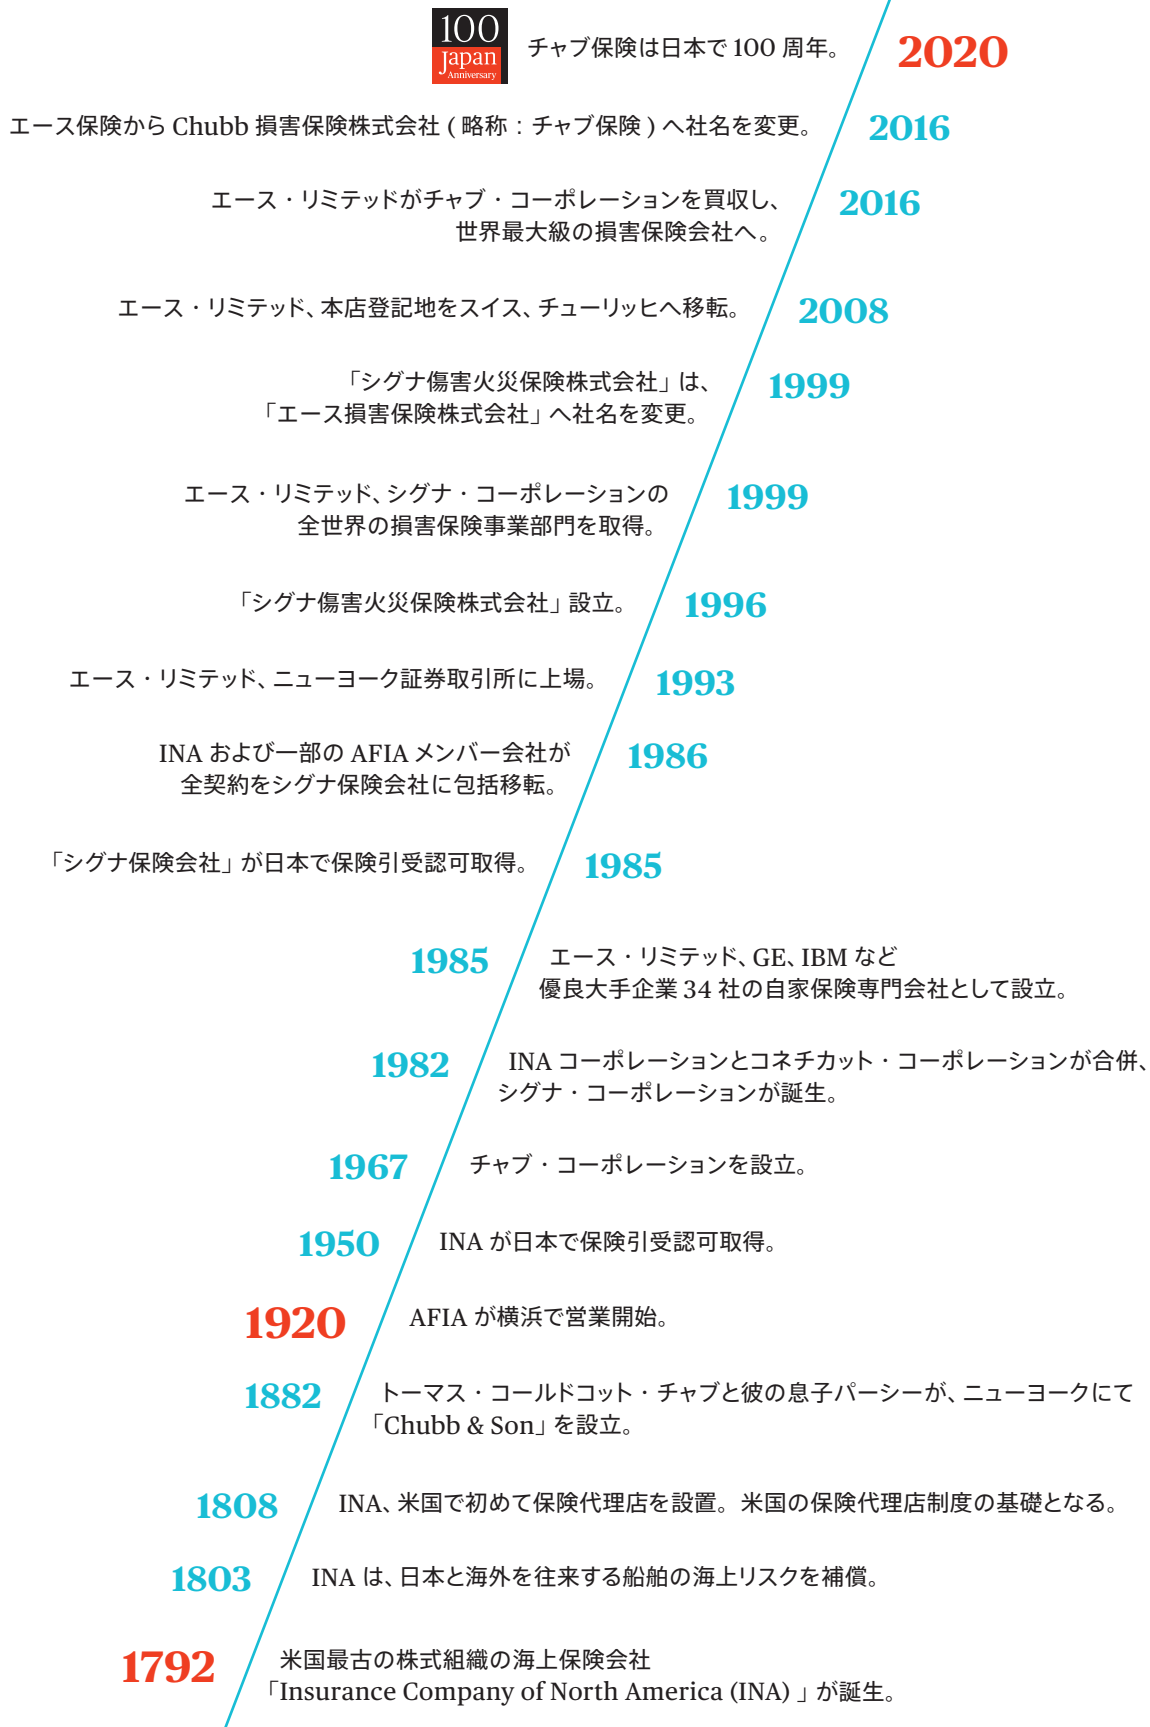 100
Japan
Anniversary
チャブ保険は日本で100周年。
2020
エース保険から Chubb 損害保険株式会社 ( 略称：チャブ保険 ) へ社名を変更。
2016
エース・リミテッドがチャブ・コーポレーションを買収し、
世界最大級の損害保険会社へ。
2016
エース・リミテッド、本店登記地をスイス、チューリッヒへ移転。
2008
「シグナ傷害火災保険株式会社」は、
「エース損害保険株式会社」へ社名を変更。
1999
エース・リミテッド、シグナ・コーポレーションの
全世界の損害保険事業部門を取得。
1999
「シグナ傷害火災保険株式会社」設立。
1996
エース・リミテッド、ニューヨーク証券取引所に上場。
1993
INA および一部の AFIA メンバー会社が
全契約をシグナ保険会社に包括移転。
1986
「シグナ保険会社」が日本で保険引受認可取得。
1985
1985
エース・リミテッド、GE、IBM など
優良大手企業 34 社の自家保険専門会社として設立。
1982
INA コーポレーションとコネチカット・コーポレーションが合併、
シグナ・コーポレーションが誕生。
1967
チャブ・コーポレーションを設立。
1950
INA が日本で保険引受認可取得。
1920
AFIA が横浜で営業開始。
1882
トーマス・コールドコット・チャブと彼の息子パーシーが、ニューヨークにて
「Chubb & Son」を設立。
1808
INA、米国で初めて保険代理店を設置。米国の保険代理店制度の基礎となる。
1803
INA は、日本と海外を往来する船舶の海上リスクを補償。
1792
米国最古の株式組織の海上保険会社
「Insurance Company of North America (INA) 」が誕生。